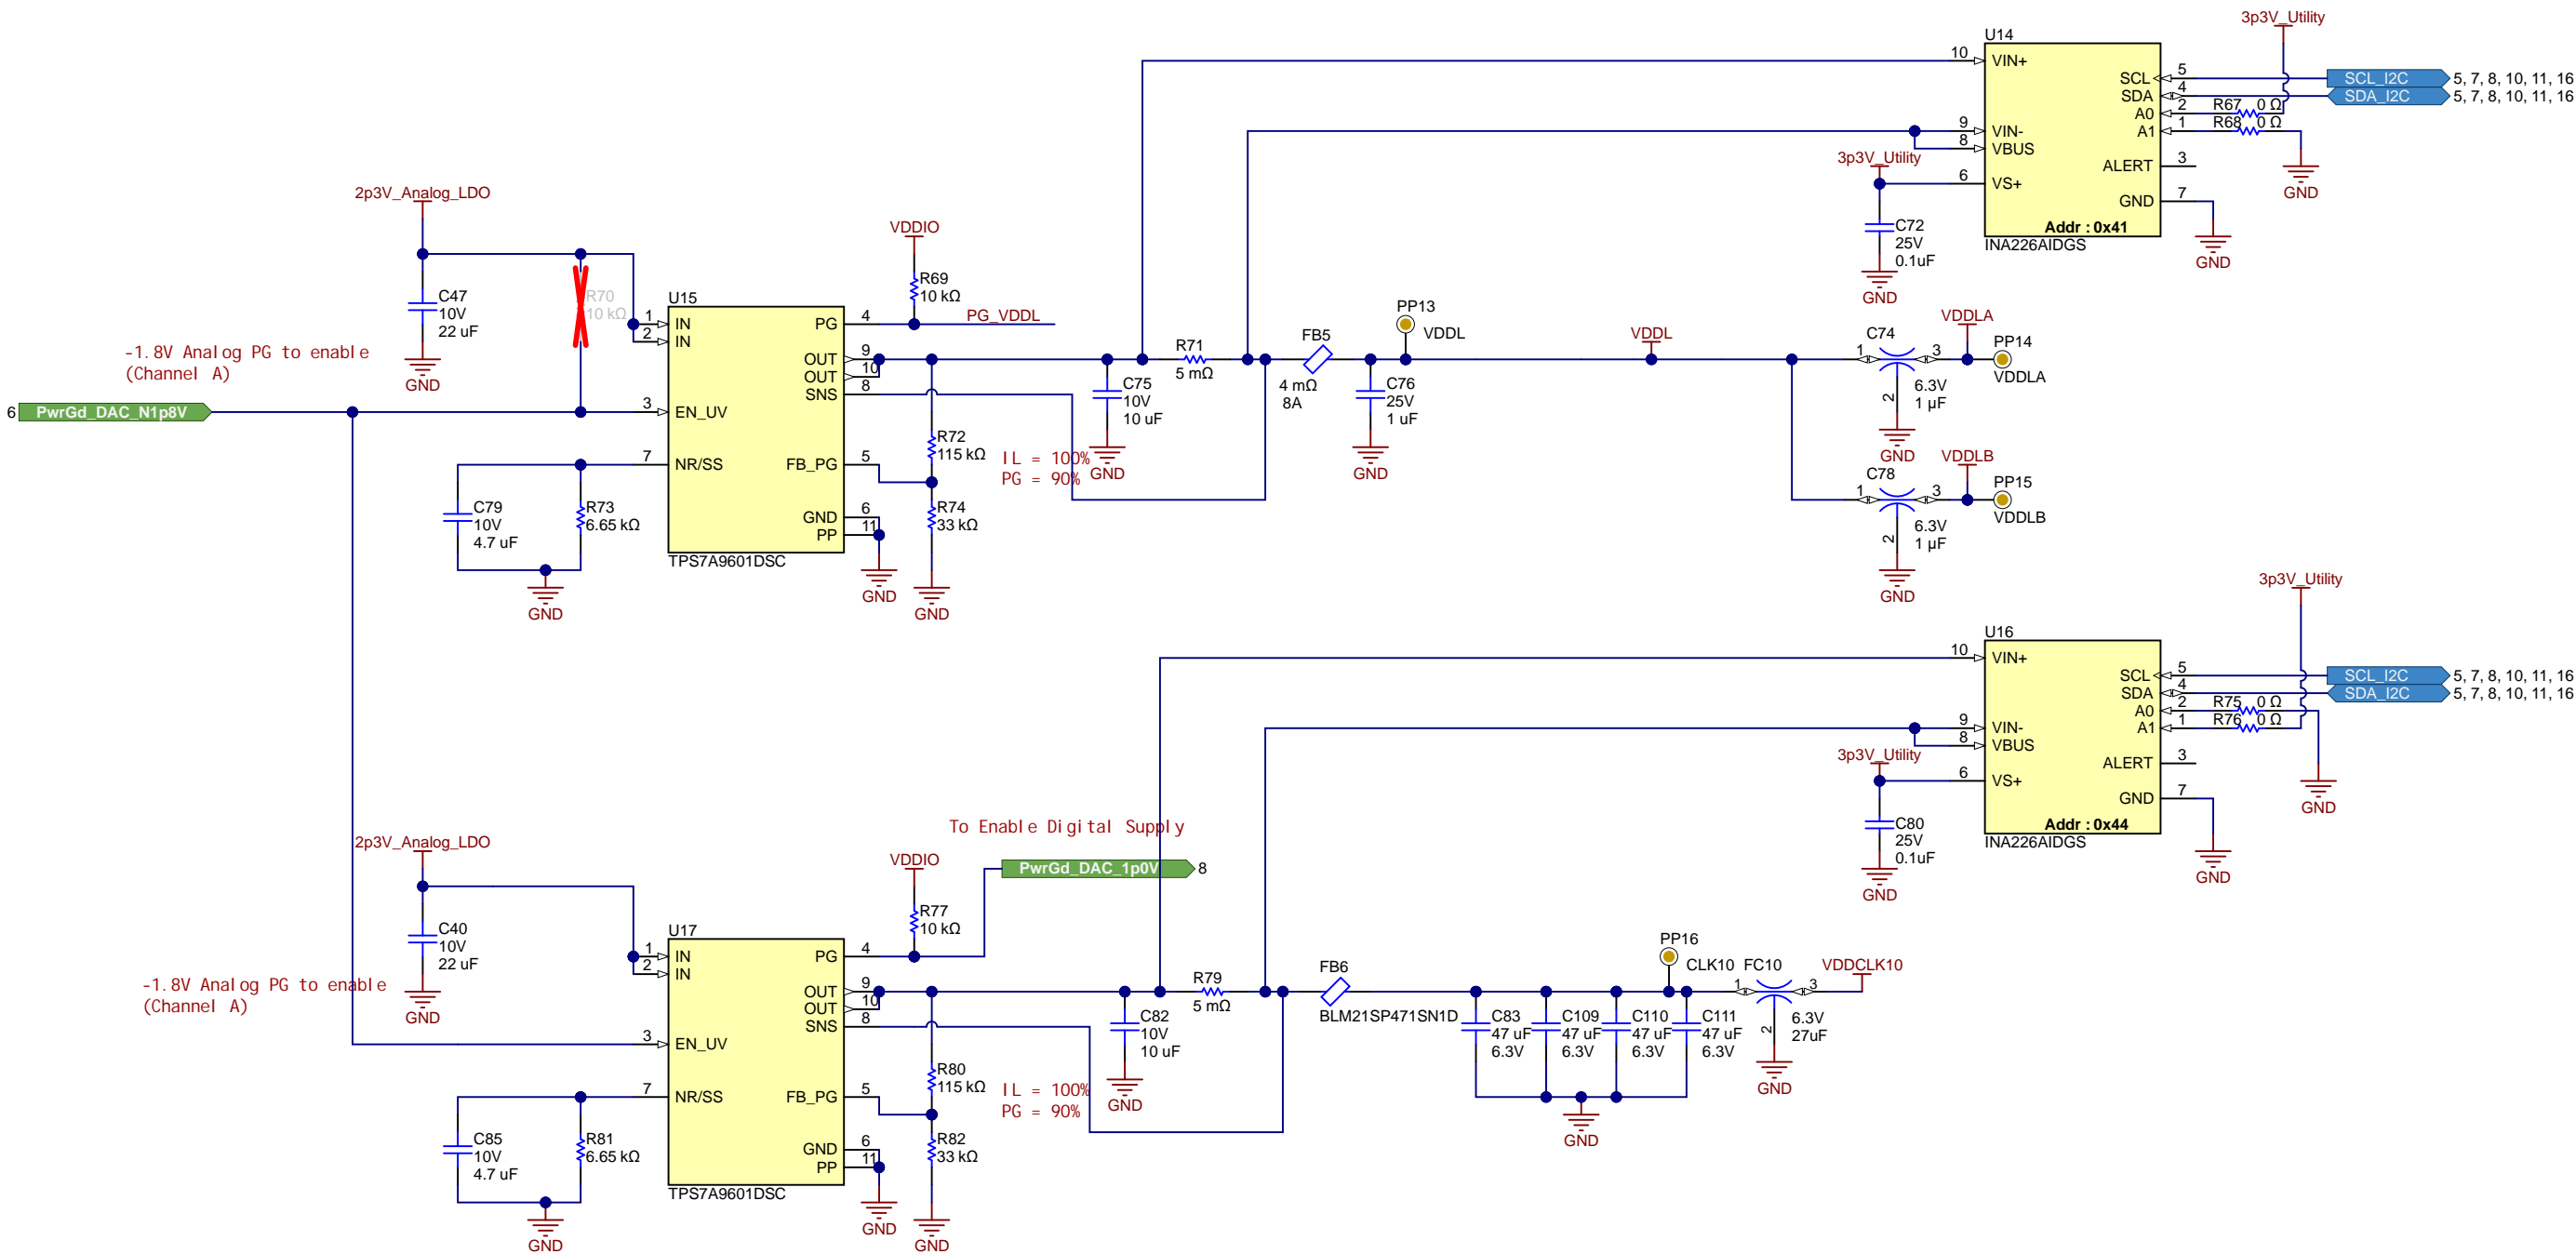 3p3V_Utility
U14
10 VIN+
SCL 5
SCL_I2C 5, 7, 8, 10, 11, 16
SDA 4
SDA_I2C 5, 7, 8, 10, 11, 16
A0 2
R67 0 Ω
9 VIN-
A1 1
R68 0 Ω
8 VBUS
3p3V_Utility
ALERT 3
6 VS+
GND 7
GND
C72
25V
0.1uF
Addr : 0x41
INA226AIDGS
GND
GND
2p3V_Analog_LDO
VDDIO
C47
10V
22 uF
GND
R70
10 kΩ
R69
10 kΩ
U15
1 IN
2 IN
PG 4
PG_VDDL
OUT 9
OUT 10
SNS 8
3 EN_UV
7 NR/SS
FB_PG 5
GND 6
PP 11
TPS7A9601DSC
-1.8V Analog PG to enable
(Channel A)
6 PwrGd_DAC_N1p8V
C79
10V
4.7 uF
R73
6.65 kΩ
GND
R72
115 kΩ
IL = 100%
PG = 90%
R74
33 kΩ
GND
GND
C75
10V
10 uF
GND
R71
5 mΩ
FB5
4 mΩ
8A
PP13
VDDL
C76
25V
1 uF
GND
VDDL
C74
1 3
2
6.3V
1 µF
GND
VDDLA
PP14
VDDLA
C78
1 3
2
6.3V
1 µF
GND
VDDLB
PP15
VDDLB
3p3V_Utility
U16
10 VIN+
SCL 5
SCL_I2C 5, 7, 8, 10, 11, 16
SDA 4
SDA_I2C 5, 7, 8, 10, 11, 16
A0 2
R75 0 Ω
9 VIN-
A1 1
R76 0 Ω
8 VBUS
3p3V_Utility
ALERT 3
6 VS+
GND 7
GND
C80
25V
0.1uF
Addr : 0x44
INA226AIDGS
GND
GND
To Enable Digital Supply
2p3V_Analog_LDO
VDDIO
PwrGd_DAC_1p0V 8
C40
10V
22 uF
GND
R77
10 kΩ
U17
1 IN
2 IN
PG 4
OUT 9
OUT 10
SNS 8
3 EN_UV
7 NR/SS
FB_PG 5
GND 6
PP 11
TPS7A9601DSC
-1.8V Analog PG to enable
(Channel A)
C85
10V
4.7 uF
R81
6.65 kΩ
GND
R80
115 kΩ
IL = 100%
PG = 90%
R82
33 kΩ
GND
GND
C82
10V
10 uF
GND
R79
5 mΩ
FB6
BLM21SP471SN1D
PP16
CLK10
FC10
VDDCLK10
1 3
2
6.3V
27uF
GND
C83
47 uF
6.3V
C109
47 uF
6.3V
C110
47 uF
6.3V
C111
47 uF
6.3V
GND